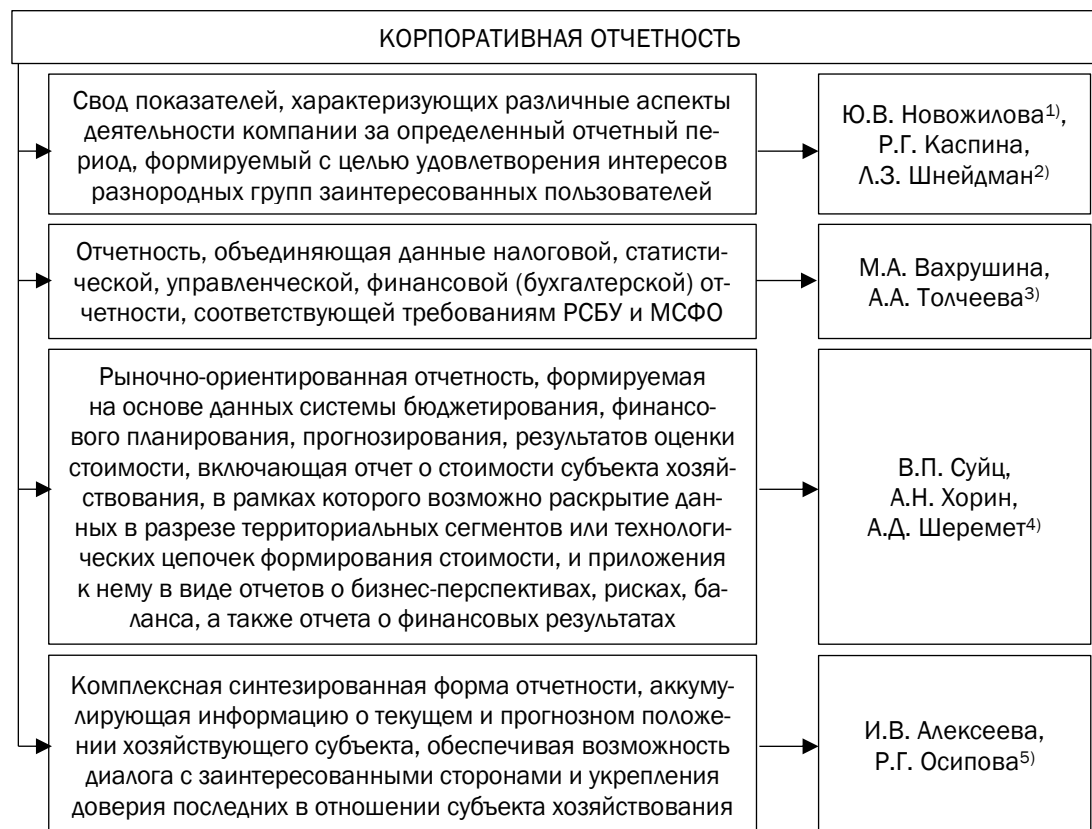 КОРПОРАТИВНАЯ ОТЧЕТНОСТЬ
Свод показателей, характеризующих различные аспекты
деятельности компании за определенный отчетный пе-
риод, формируемый с целью удовлетворения интересов
разнородных групп заинтересованных пользователей
Ю.В. Новожилова1),
Р.Г. Каспина,
Л.З. Шнейдман2)
Отчетность, объединяющая данные налоговой, статисти-
ческой, управленческой, финансовой (бухгалтерской) от-
четности, соответствующей требованиям РСБУ и МСФО
М.А. Вахрушина,
А.А. Толчеева3)
Рыночно-ориентированная отчетность, формируемая
на основе данных системы бюджетирования, финансо-
вого планирования, прогнозирования, результатов оценки
стоимости, включающая отчет о стоимости субъекта хозяй-
ствования, в рамках которого возможно раскрытие дан-
ных в разрезе территориальных сегментов или технологи-
ческих цепочек формирования стоимости, и приложения
к нему в виде отчетов о бизнес-перспективах, рисках, ба-
ланса, а также отчета о финансовых результатах
В.П. Суйц,
А.Н. Хорин,
А.Д. Шеремет4)
Комплексная синтезированная форма отчетности, аккуму-
лирующая информацию о текущем и прогнозном положе-
нии хозяйствующего субъекта, обеспечивая возможность
диалога с заинтересованными сторонами и укрепления
доверия последних в отношении субъекта хозяйствования
И.В. Алексеева,
Р.Г. Осипова5)